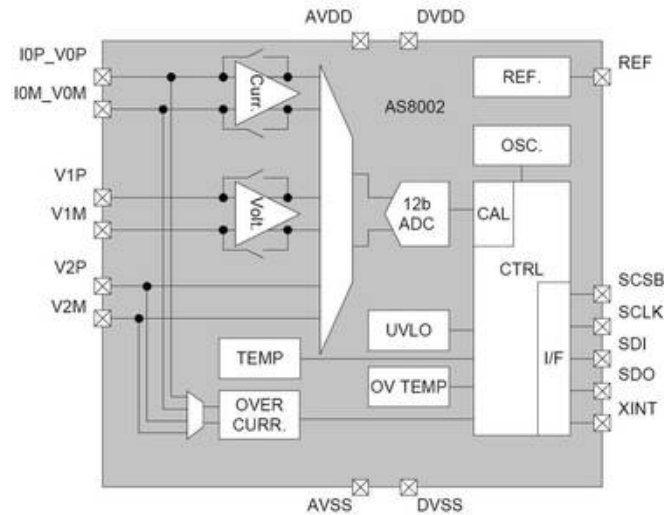 AVDD
DVDD
I0P_V0P
I0M_V0M
V1P
V1M
V2P
V2M
Curr.
Volt.
AS8002
REF.
REF
OSC.
12b
ADC
CAL
CTRL
UVLO
TEMP
OV TEMP
OVER
CURR.
I/F
SCSB
SCLK
SDI
SDO
XINT
AVSS
DVSS